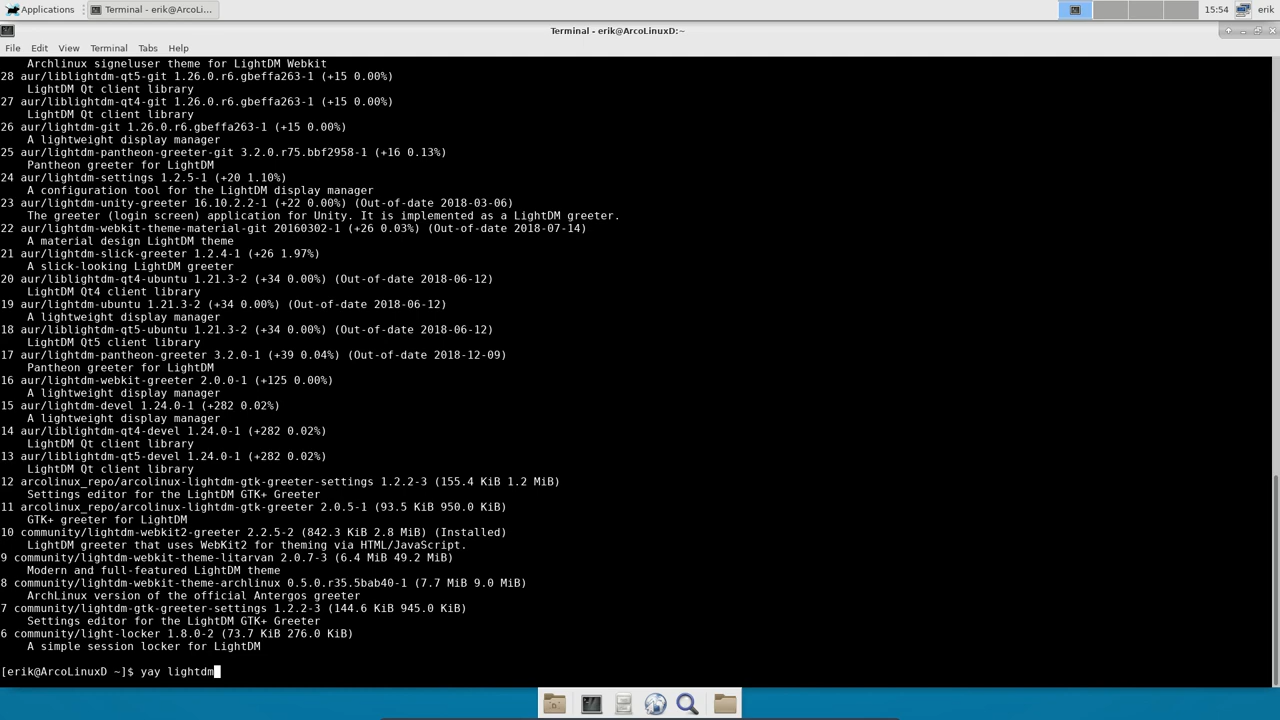 Applications
Terminal - erik@ArcoLi...
15:54
erik
Terminal - erik@ArcoLinuxD:~
File Edit View Terminal Tabs Help
    Archlinux signeluser theme for LightDM Webkit
28 aur/liblightdm-qt5-git 1.26.0.r6.gbeffa263-1 (+15 0.00%)
    LightDM Qt client library
27 aur/liblightdm-qt4-git 1.26.0.r6.gbeffa263-1 (+15 0.00%)
    LightDM Qt client library
26 aur/lightdm-git 1.26.0.r6.gbeffa263-1 (+15 0.00%)
    A lightweight display manager
25 aur/lightdm-pantheon-greeter-git 3.2.0.r75.bbf2958-1 (+16 0.13%)
    Pantheon greeter for LightDM
24 aur/lightdm-settings 1.2.5-1 (+20 1.10%)
    A configuration tool for the LightDM display manager
23 aur/lightdm-unity-greeter 16.10.2.2-1 (+22 0.00%) (Out-of-date 2018-03-06)
    The greeter (login screen) application for Unity. It is implemented as a LightDM greeter.
22 aur/lightdm-webkit-theme-material-git 20160302-1 (+26 0.03%) (Out-of-date 2018-07-14)
    A material design LightDM theme
21 aur/lightdm-slick-greeter 1.2.4-1 (+26 1.97%)
    A slick-looking LightDM greeter
20 aur/liblightdm-qt4-ubuntu 1.21.3-2 (+34 0.00%) (Out-of-date 2018-06-12)
    LightDM Qt4 client library
19 aur/lightdm-ubuntu 1.21.3-2 (+34 0.00%) (Out-of-date 2018-06-12)
    A lightweight display manager
18 aur/liblightdm-qt5-ubuntu 1.21.3-2 (+34 0.00%) (Out-of-date 2018-06-12)
    LightDM Qt5 client library
17 aur/lightdm-pantheon-greeter 3.2.0-1 (+39 0.04%) (Out-of-date 2018-12-09)
    Pantheon greeter for LightDM
16 aur/lightdm-webkit-greeter 2.0.0-1 (+125 0.00%)
    A lightweight display manager
15 aur/lightdm-devel 1.24.0-1 (+282 0.02%)
    A lightweight display manager
14 aur/liblightdm-qt4-devel 1.24.0-1 (+282 0.02%)
    LightDM Qt client library
13 aur/liblightdm-qt5-devel 1.24.0-1 (+282 0.02%)
    LightDM Qt client library
12 arcolinux_repo/arcolinux-lightdm-gtk-greeter-settings 1.2.2-3 (155.4 KiB 1.2 MiB)
    Settings editor for the LightDM GTK+ Greeter
11 arcolinux_repo/arcolinux-lightdm-gtk-greeter 2.0.5-1 (93.5 KiB 950.0 KiB)
    GTK+ greeter for LightDM
10 community/lightdm-webkit2-greeter 2.2.5-2 (842.3 KiB 2.8 MiB) (Installed)
    LightDM greeter that uses WebKit2 for theming via HTML/JavaScript.
9 community/lightdm-webkit-theme-litarvan 2.0.7-3 (6.4 MiB 49.2 MiB)
    Modern and full-featured LightDM theme
8 community/lightdm-webkit-theme-archlinux 0.5.0.r35.5bab40-1 (7.7 MiB 9.0 MiB)
    ArchLinux version of the official Antergos greeter
7 community/lightdm-gtk-greeter-settings 1.2.2-3 (144.6 KiB 945.0 KiB)
    Settings editor for the LightDM GTK+ Greeter
6 community/light-locker 1.8.0-2 (73.7 KiB 276.0 KiB)
    A simple session locker for LightDM
[erik@ArcoLinuxD ~]$ yay lightdm